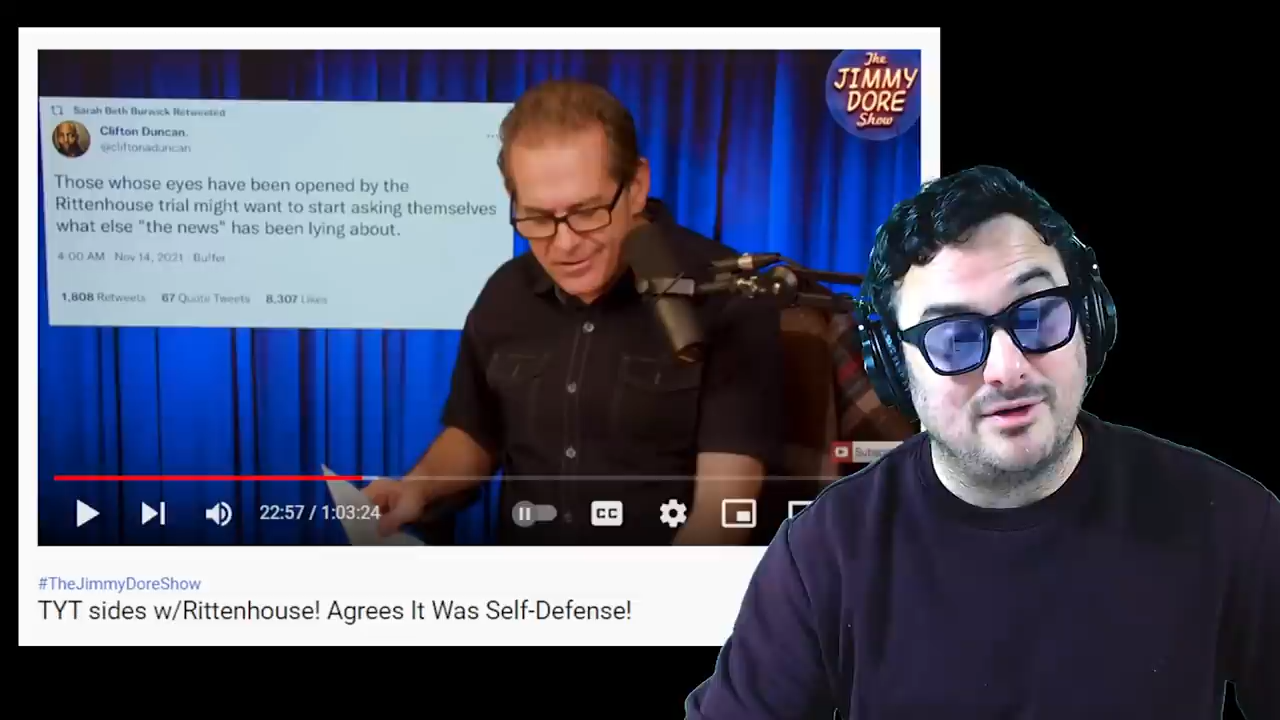 The
JIMMY
DORE
Show
Sarah Beth Burwick Retweeted
Clifton Duncan.
@cliftonaduncan
Those whose eyes have been opened by the
Rittenhouse trial might want to start asking themselves
what else "the news" has been lying about.
4:00 AM Nov 14, 2021 Buffer
1,808 Retweets 67 Quote Tweets 8,307 Likes
22:57 / 1:03:24
CC
#TheJimmyDoreShow
TYT sides w/Rittenhouse! Agrees It Was Self-Defense!